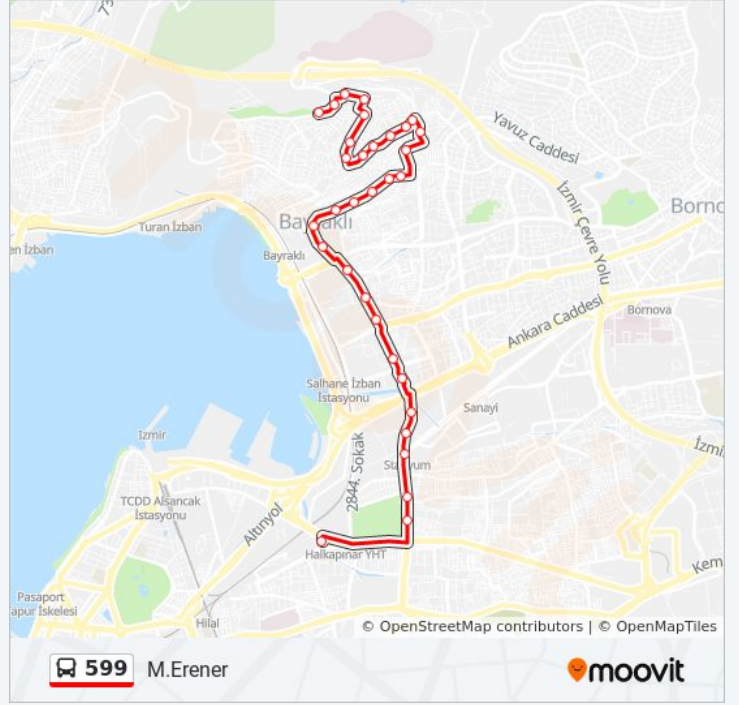 Yavuz Caddesi
İzmir Çevre Yolu
Turan İzban
Bayraklı
Borno
en İzban
Bayraklı
Ankara Caddesi
Bornova
Salhane İzban
İstasyonu
Sanayi
Izmir
2844. Sokak
İzmi
TCDD Alsancak
İstasyonu
Altınyol
Halkapınar YHT
Kem
Pasaport
apur İskelesi
Hilal
© OpenStreetMap contributors | © OpenMapTiles
599 M.Erener
moovit